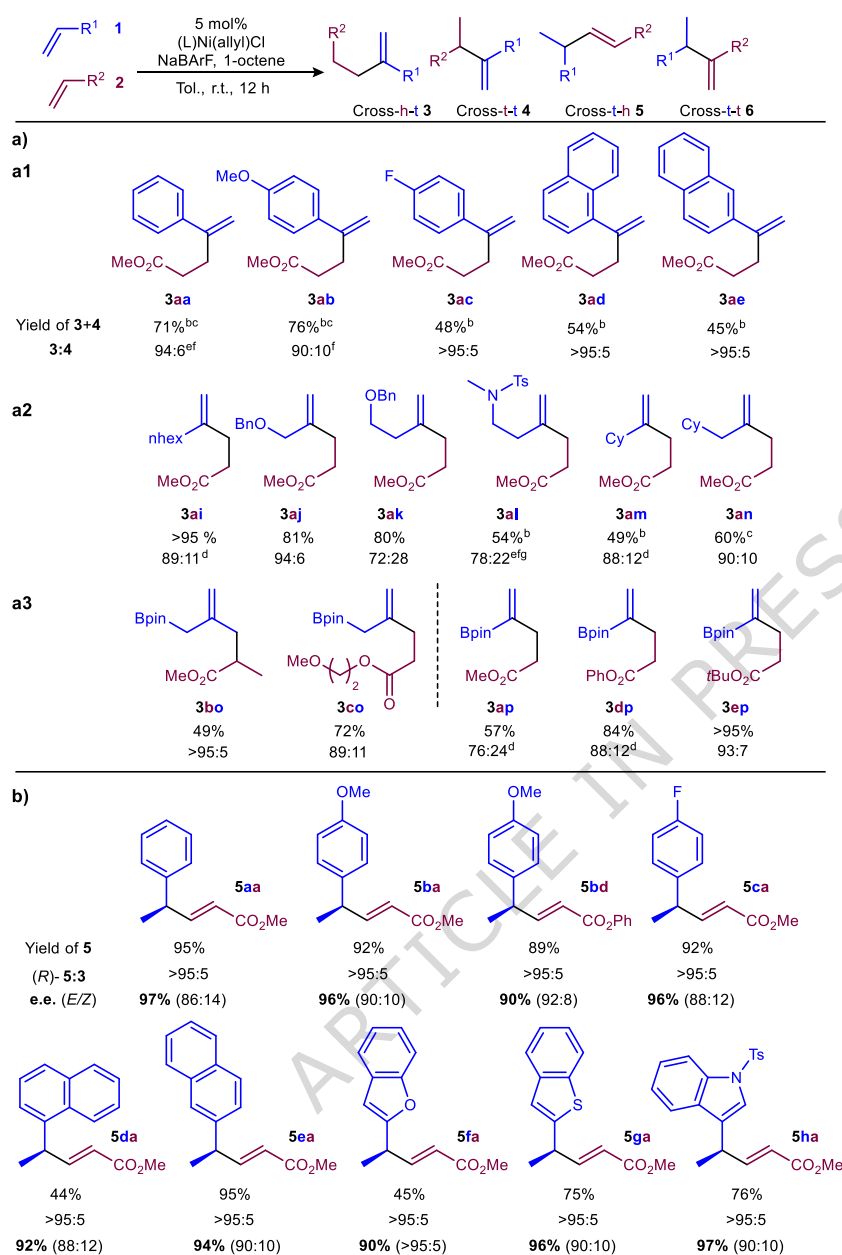 R¹ 1
R² 2
5 mol%
(L)Ni(allyl)Cl
NaBArF, 1-octene
Tol., r.t., 12 h
R² R¹ R² R¹ R¹ R² R¹ R²
Cross-h-t 3 Cross-t-t 4 Cross-t-h 5 Cross-t-t 6
a)
a1
MeO F
MeO₂C MeO₂C MeO₂C MeO₂C MeO₂C
3aa 3ab 3ac 3ad 3ae
Yield of 3+4 71%ᵇᶜ 76%ᵇᶜ 48%ᵇ 54%ᵇ 45%ᵇ
3:4 94:6ᵉᶠ 90:10ᶠ >95:5 >95:5 >95:5
a2
nhex BnO OBn N Ts Cy Cy
MeO₂C MeO₂C MeO₂C MeO₂C MeO₂C MeO₂C
3ai 3aj 3ak 3al 3am 3an
>95 % 81% 80% 54%ᵇ 49%ᵇ 60%ᶜ
89:11ᵈ 94:6 72:28 78:22ᵉᶠᵍ 88:12ᵈ 90:10
a3
Bpin Bpin Bpin Bpin Bpin
MeO₂C MeO ( )₂ O O MeO₂C PhO₂C tBuO₂C
3bo 3co 3ap 3dp 3ep
49% 72% 57% 84% >95%
>95:5 89:11 76:24ᵈ 88:12ᵈ 93:7
b)
OMe OMe F
5aa 5ba 5bd 5ca
CO₂Me CO₂Me CO₂Ph CO₂Me
Yield of 5 95% 92% 89% 92%
(R)- 5:3 >95:5 >95:5 >95:5 >95:5
e.e. (E/Z) 97% (86:14) 96% (90:10) 90% (92:8) 96% (88:12)
O S N Ts
5da 5ea 5fa 5ga 5ha
CO₂Me CO₂Me CO₂Me CO₂Me CO₂Me
44% 95% 45% 75% 76%
>95:5 >95:5 >95:5 >95:5 >95:5
92% (88:12) 94% (90:10) 90% (>95:5) 96% (90:10) 97% (90:10)
ARTICLE IN PRESS